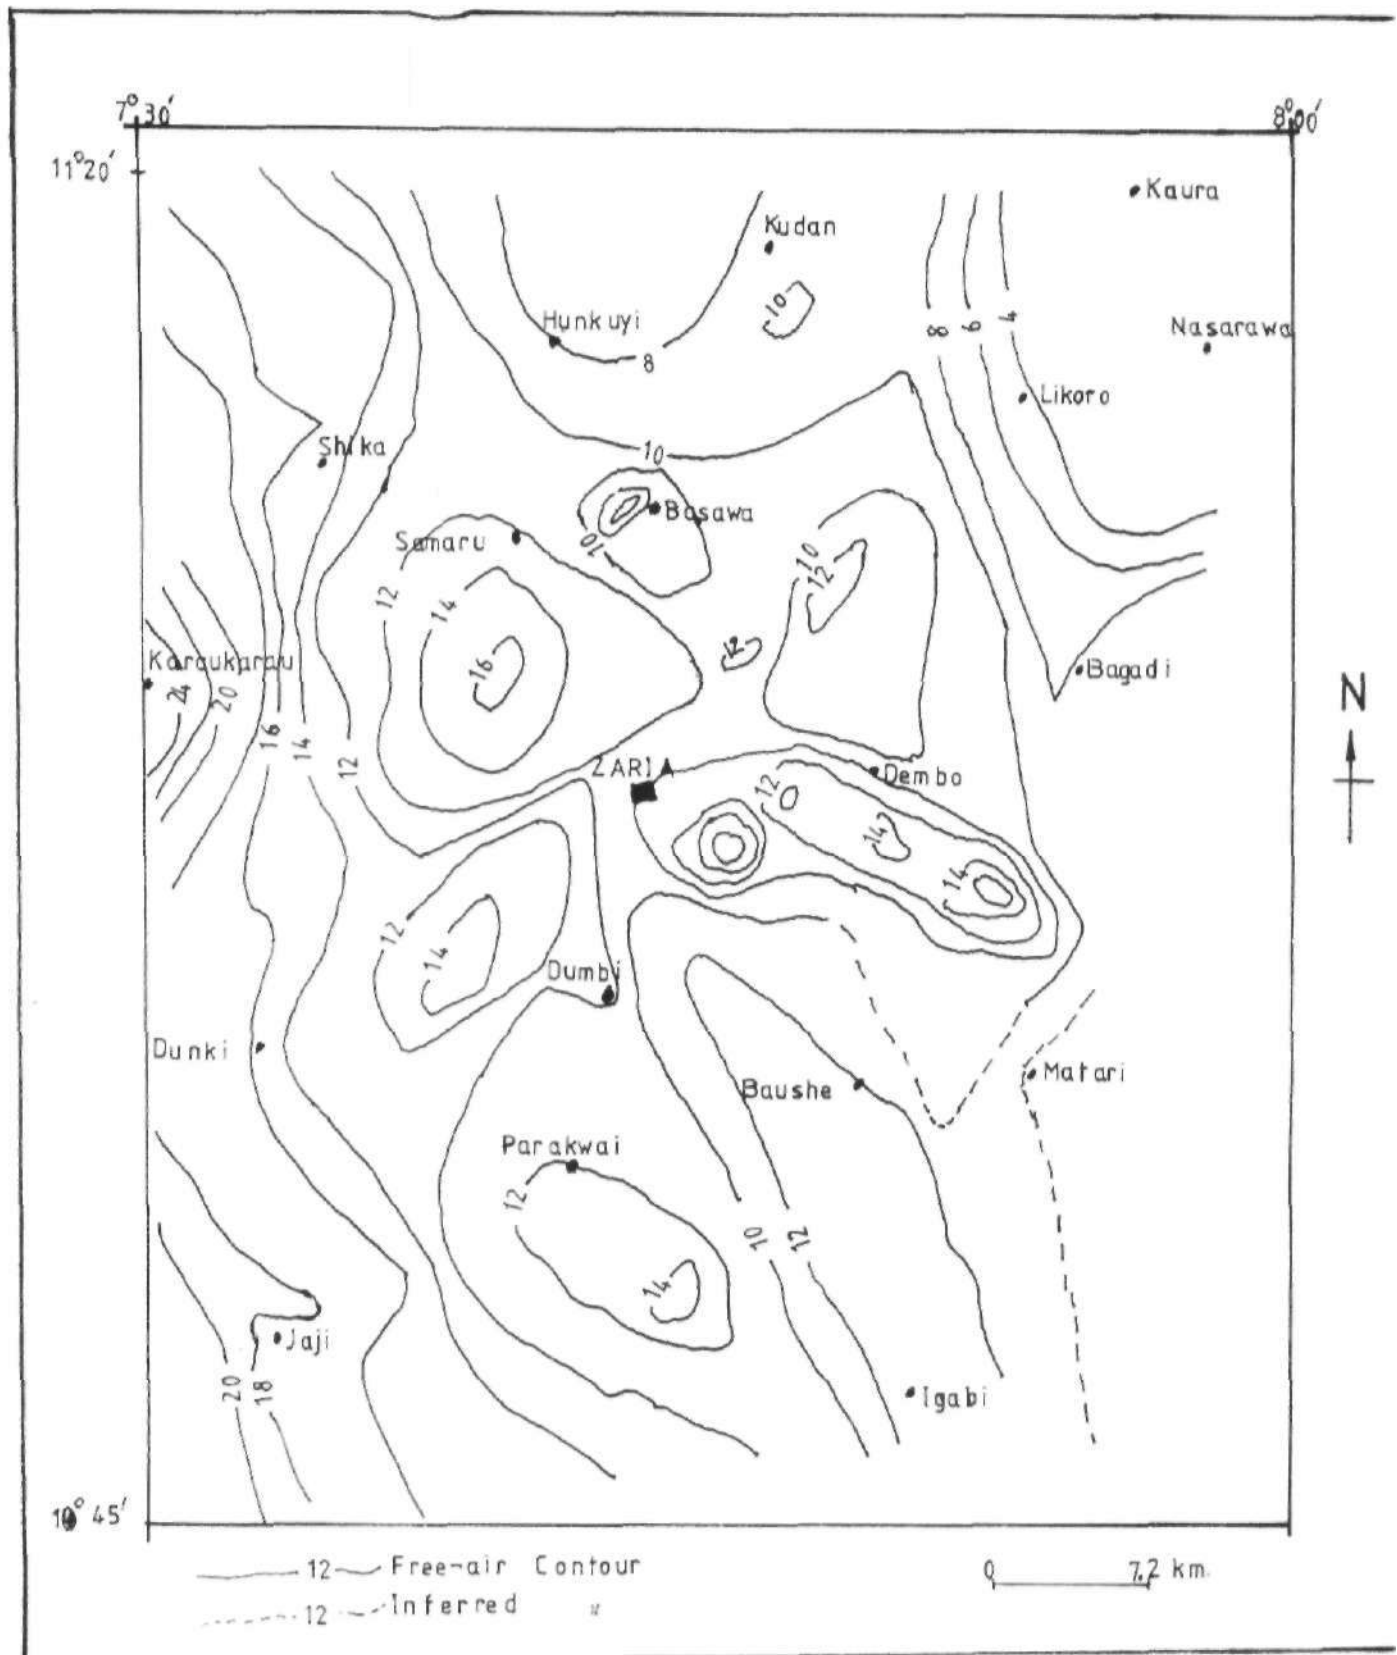 7°30' 8°00'
11°20'
Kaura
Kudan
10
Hunkuyi
8
8 6 4
Nasarawa
Likoro
Shika
10
Basawa
10
Samaru
10
12
12
14
12
16
Karaukarau
24
20
Bagadi
N
16
14
12
ZARIA
Dembo
12
14
14
12
14
Dumbi
Dunki
Matari
Baushe
Parakwai
12
10
12
14
Jaji
20
18
Igabi
10°45'
12 Free-air Contour
12 Inferred "
0 7.2 km.